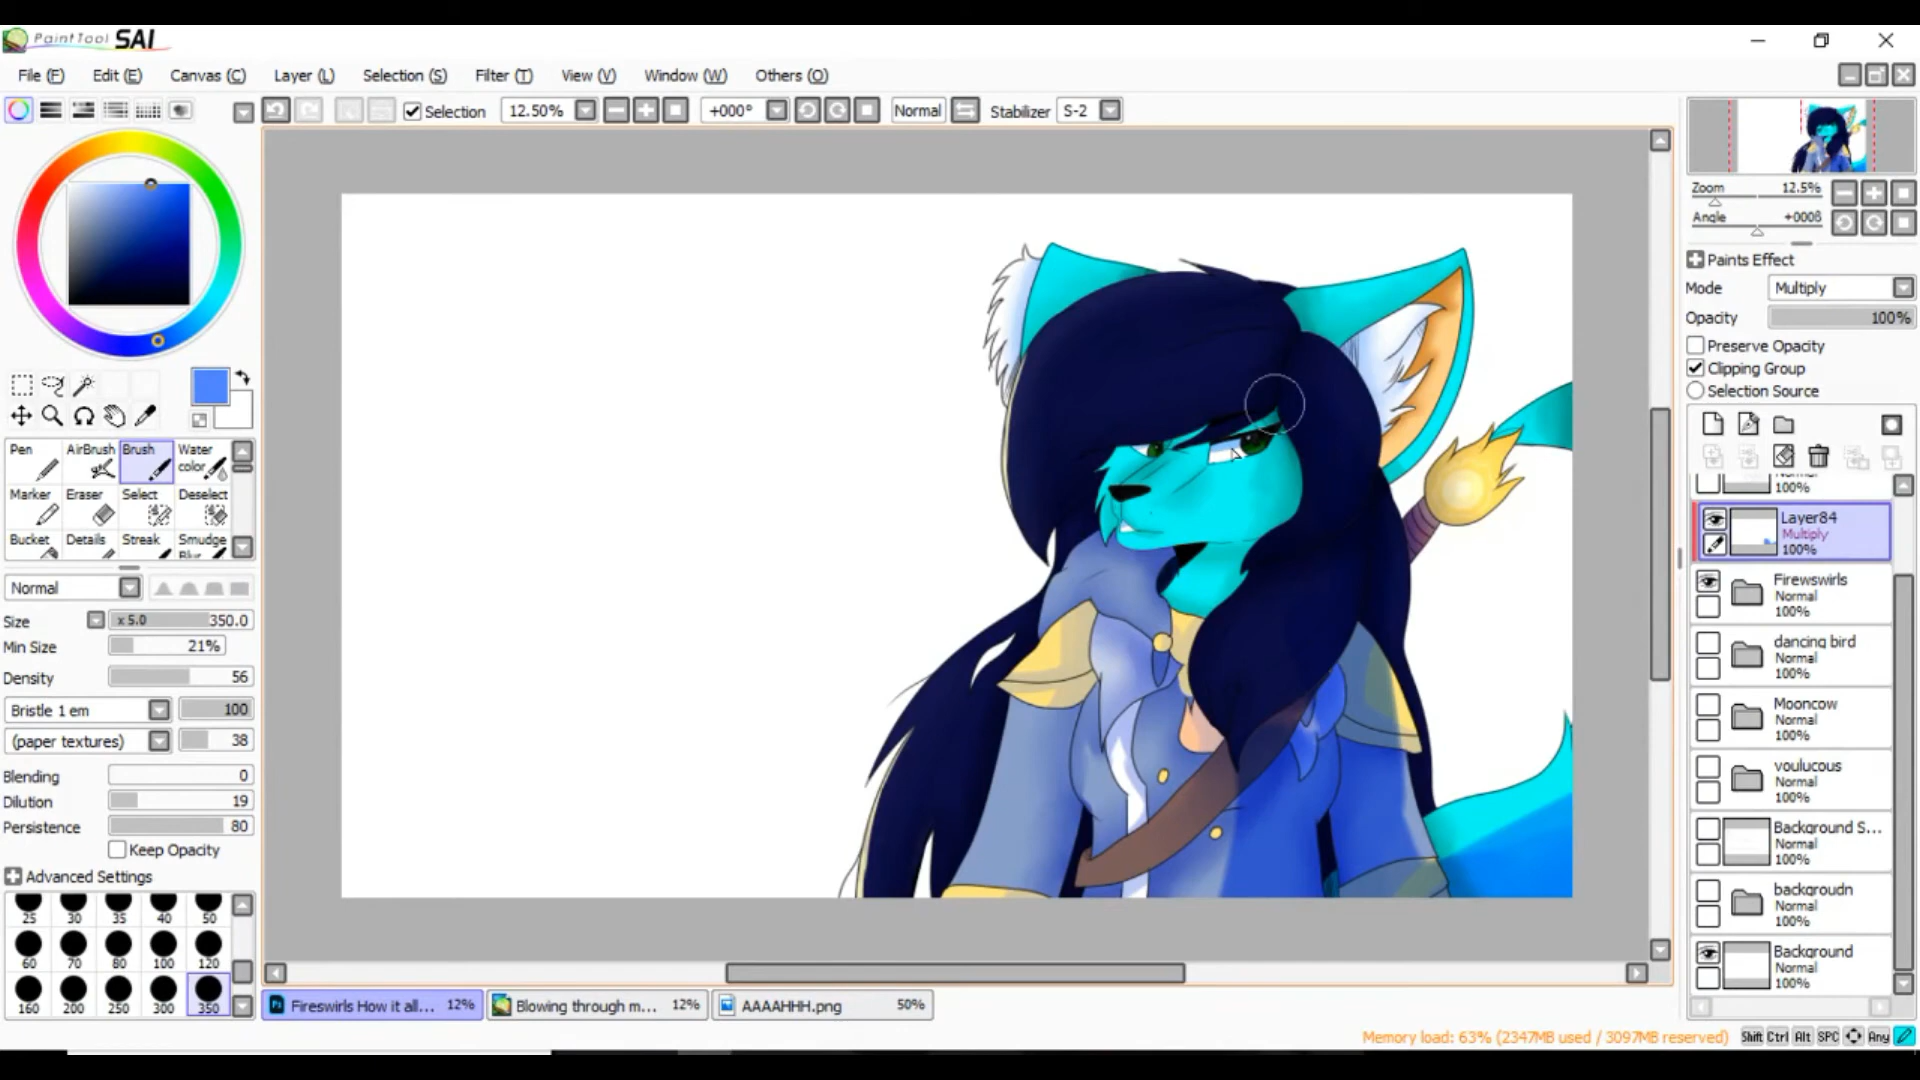 PaintTool SAI
File (F) Edit (E) Canvas (C) Layer (L) Selection (S) Filter (T) View (V) Window (W) Others (O)
Selection 12.50% +000° Normal Stabilizer S-2
Zoom 12.5%
Angle +000ß
Paints Effect
Mode Multiply
Opacity 100%
Preserve Opacity
Clipping Group
Selection Source
Pen AirBrush Brush Water color
Marker Eraser Select Deselect
Bucket Details Streak Smudge
Blur
Normal
Size x 5.0 350.0
Min Size 21%
Density 56
Bristle 1 em 100
(paper textures) 38
Blending 0
Dilution 19
Persistence 80
Keep Opacity
Advanced Settings
25 30 35 40 50
60 70 80 100 120
160 200 250 300 350
100%
Layer84
Multiply
100%
Firewswirls
Normal
100%
dancing bird
Normal
100%
Mooncow
Normal
100%
voulucous
Normal
100%
Background S...
Normal
100%
backgroudn
Normal
100%
Background
Normal
100%
Fireswirls How it all... 12% Blowing through m... 12% AAAAHHH.png 50%
Memory load: 63% (2347MB used / 3097MB reserved) Shift Ctrl Alt SPC Any